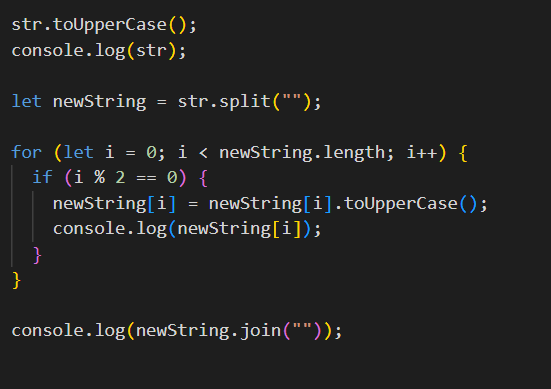 str.toUpperCase();
console.log(str);
let newString = str.split("");
for (let i = 0; i < newString.length; i++) {
if (i % 2 == 0) {
newString[i] = newString[i].toUpperCase();
console.log(newString[i]);
}
}
console.log(newString.join(""));